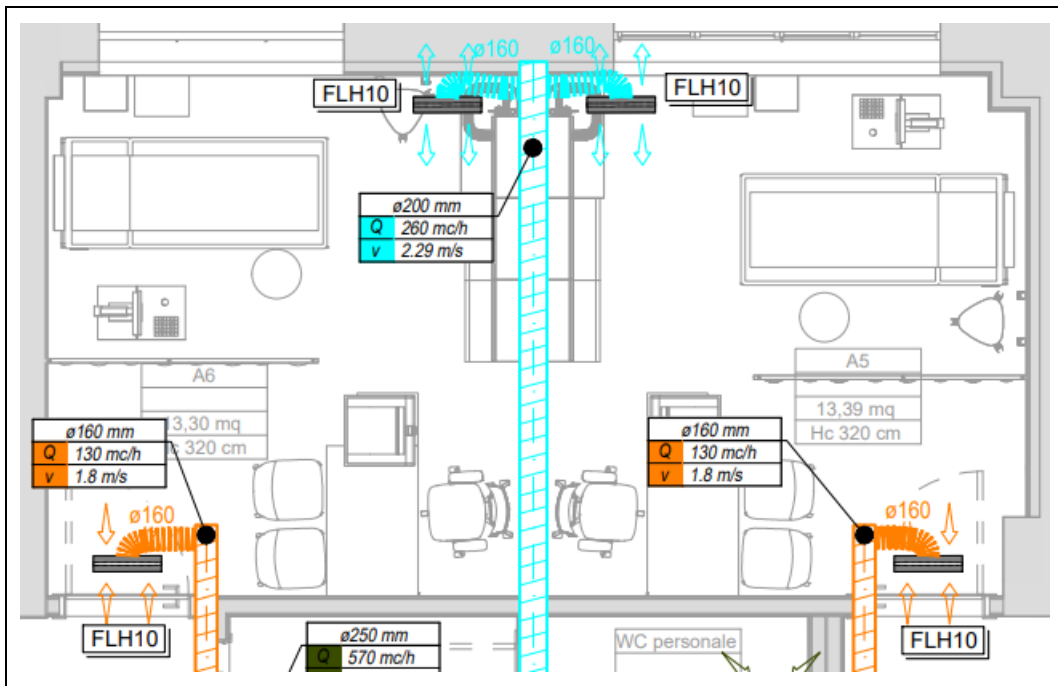 ø160 ø160
FLH10
FLH10
ø200 mm
Q 260 mc/h
v 2.29 m/s
A6
13,30 mq
Hc 320 cm
A5
13,39 mq
Hc 320 cm
ø160 mm
Q 130 mc/h
v 1.8 m/s
ø160 mm
Q 130 mc/h
v 1.8 m/s
ø160
ø160
FLH10
FLH10
ø250 mm
Q 570 mc/h
WC personale